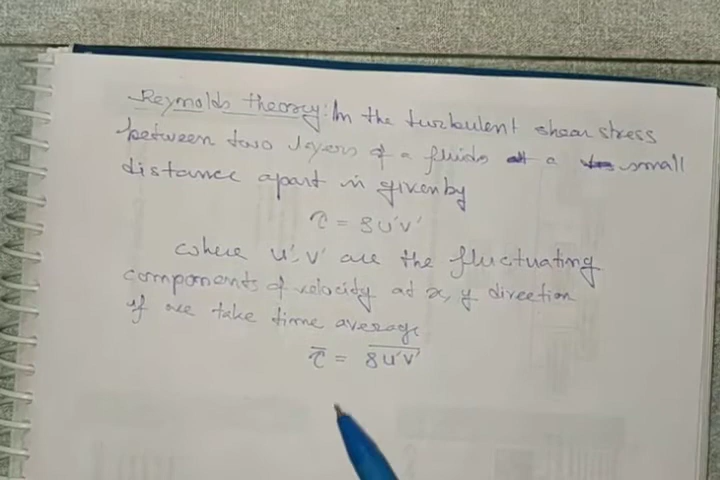 Reynolds theory: In the turbulent shear stress
between two layers of a fluids at a small
distance apart in given by
τ = ρu'v'
where u', v' are the fluctuating
components of velocity at x, y direction
if we take time average
τ̅ = \overline{ρu'v'}